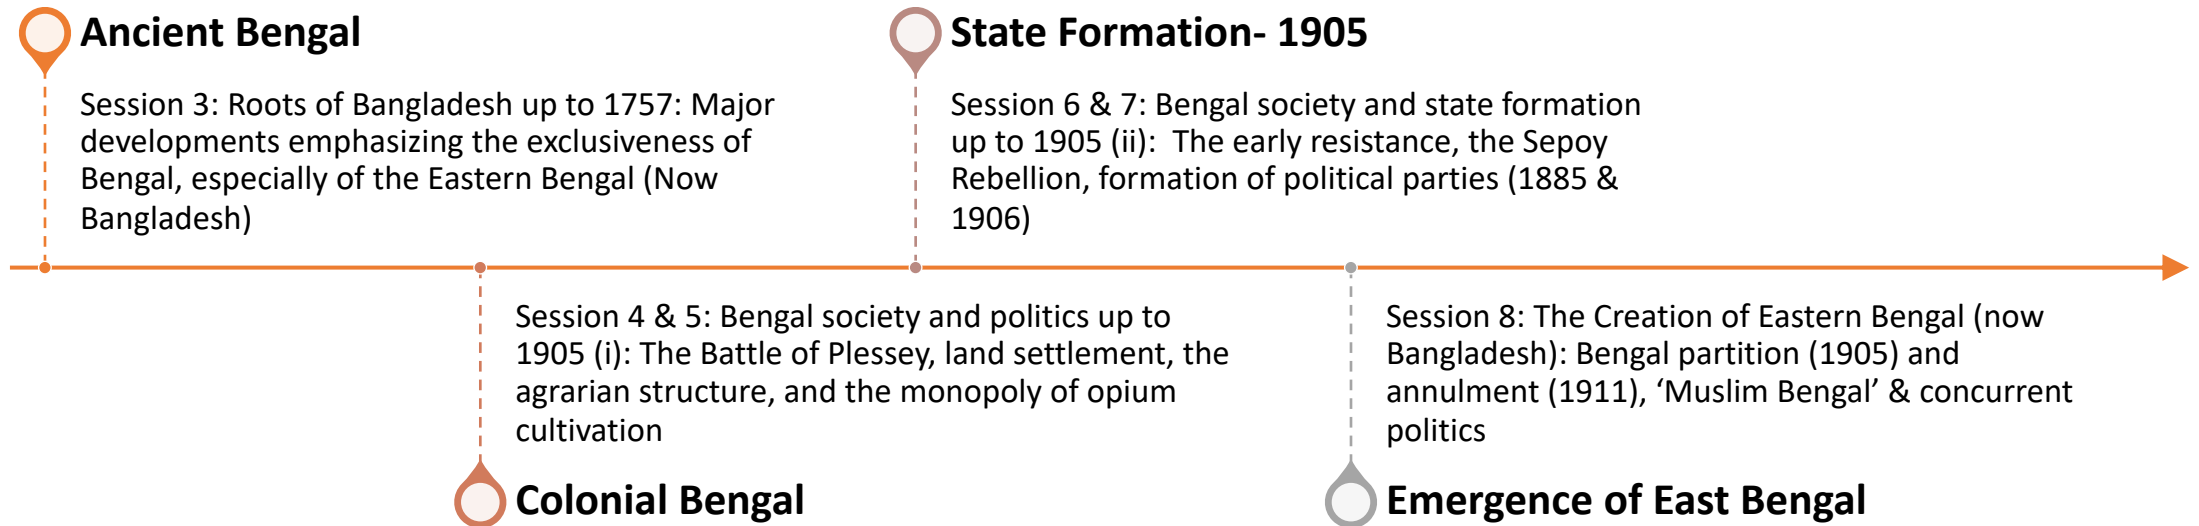 Ancient Bengal
Session 3: Roots of Bangladesh up to 1757: Major
developments emphasizing the exclusiveness of
Bengal, especially of the Eastern Bengal (Now
Bangladesh)
Session 4 & 5: Bengal society and politics up to
1905 (i): The Battle of Plessey, land settlement, the
agrarian structure, and the monopoly of opium
cultivation
Colonial Bengal
State Formation- 1905
Session 6 & 7: Bengal society and state formation
up to 1905 (ii):  The early resistance, the Sepoy
Rebellion, formation of political parties (1885 &
1906)
Session 8: The Creation of Eastern Bengal (now
Bangladesh): Bengal partition (1905) and
annulment (1911), ‘Muslim Bengal’ & concurrent
politics
Emergence of East Bengal